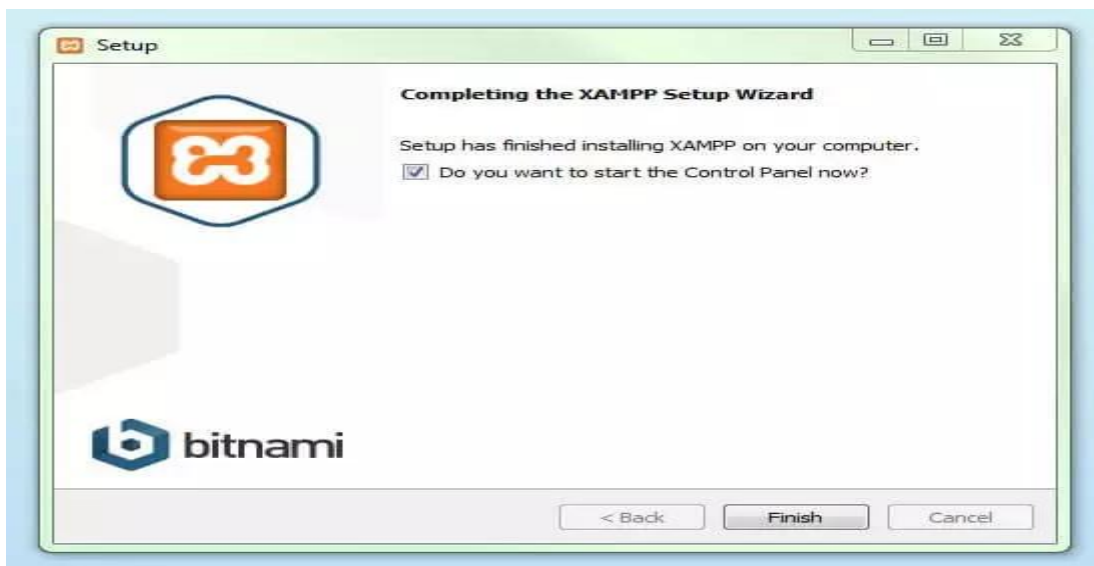 Setup
Completing the XAMPP Setup Wizard
Setup has finished installing XAMPP on your computer.
Do you want to start the Control Panel now?
bitnami
< Back Finish Cancel